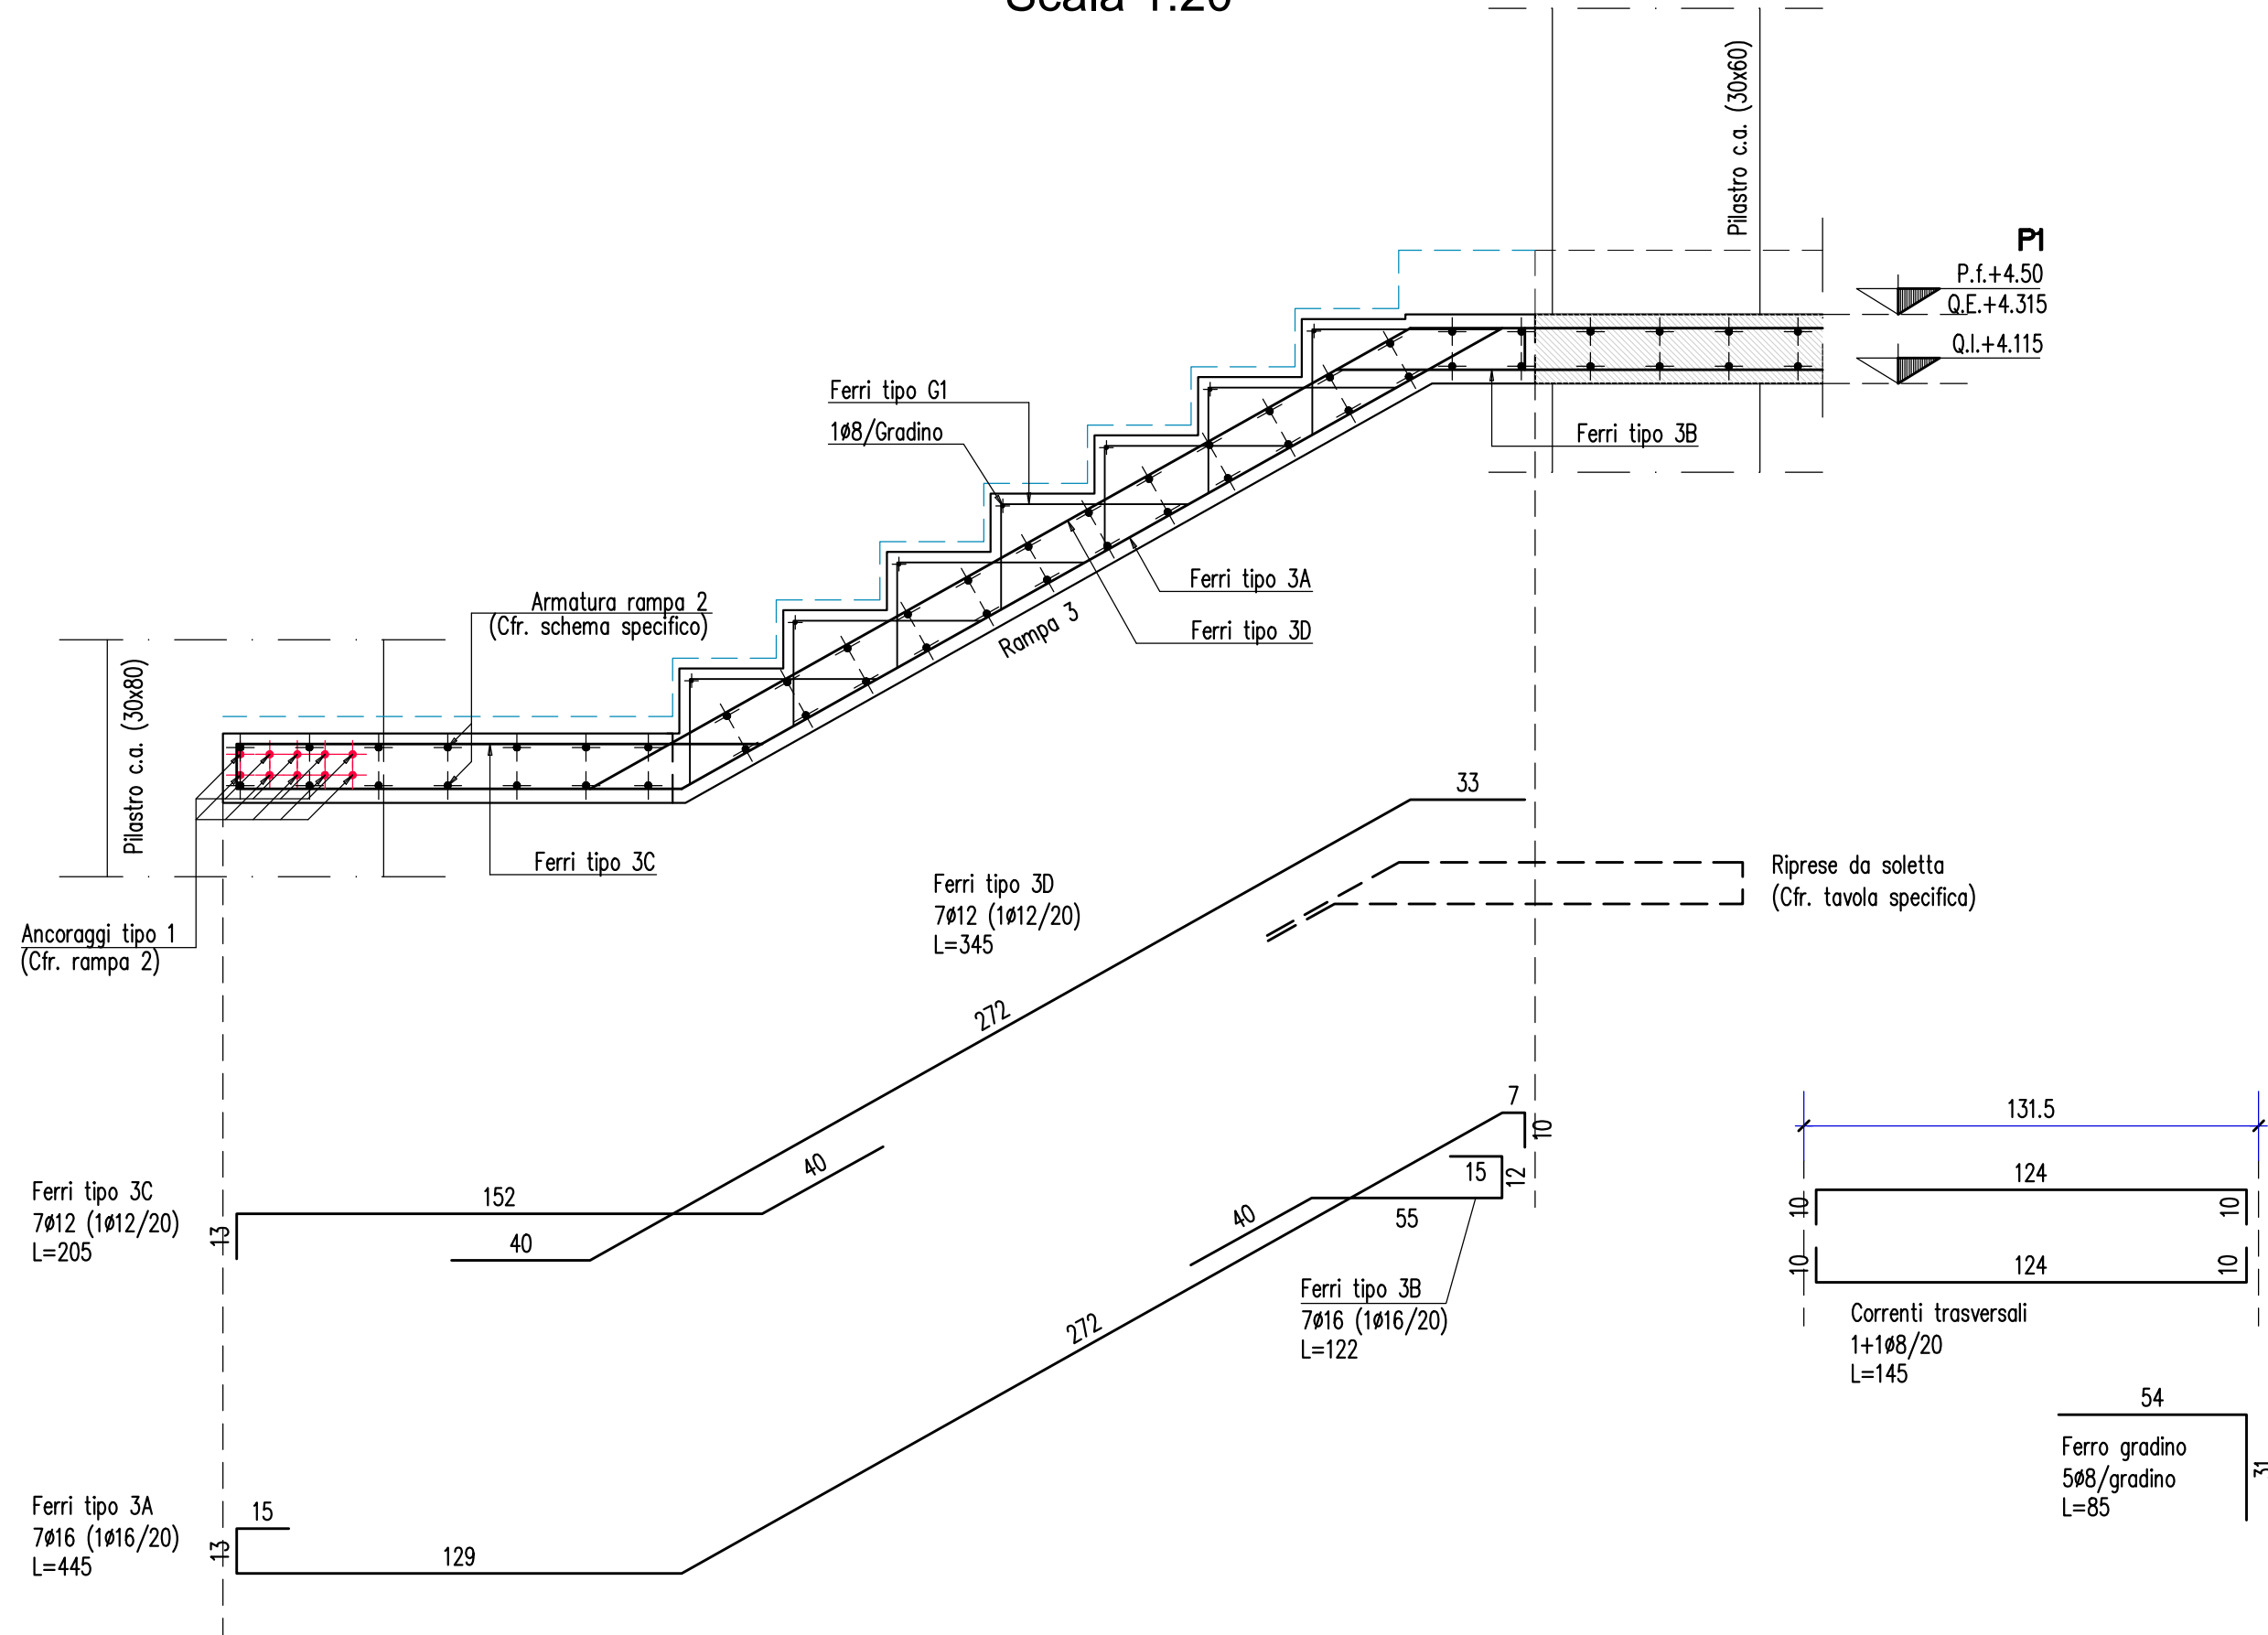 Scala 1:20
Pilastro c.a. (30x60)
P1
P.f.+4.50
Q.E.+4.315
Q.I.+4.115
Ferri tipo G1
1ø8/Gradino
Ferri tipo 3B
Ferri tipo 3A
Ferri tipo 3D
Rampa 3
Armatura rampa 2
(Cfr. schema specifico)
Pilastro c.a. (30x80)
Ferri tipo 3C
Ancoraggi tipo 1
(Cfr. rampa 2)
33
Ferri tipo 3D
7ø12 (1ø12/20)
L=345
Riprese da soletta
(Cfr. tavola specifica)
272
40
Ferri tipo 3C
7ø12 (1ø12/20)
L=205
13
152
40
7
10
15
12
40
55
Ferri tipo 3B
7ø16 (1ø16/20)
L=122
272
131.5
124
10
10
10
124
10
Correnti trasversali
1+1ø8/20
L=145
54
Ferro gradino
5ø8/gradino
L=85
31
Ferri tipo 3A
7ø16 (1ø16/20)
L=445
15
13
129